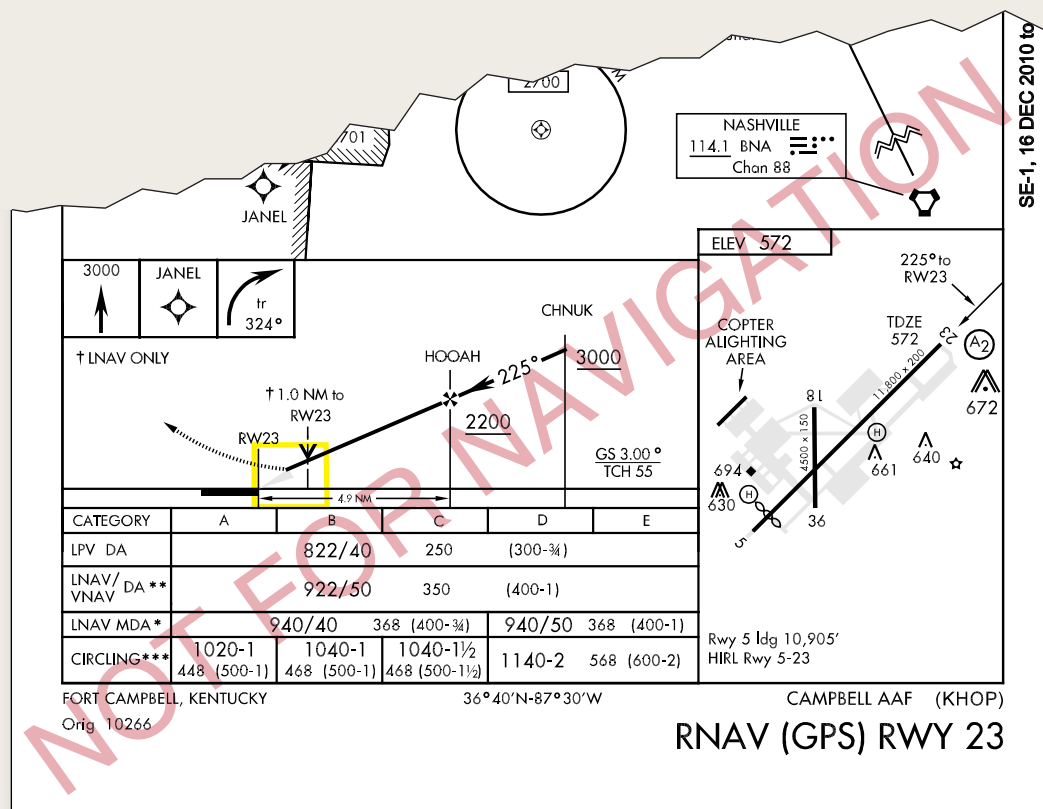 2700
M
701
JANEL
NASHVILLE
114.1 BNA
Chan 88
SE-1, 16 DEC 2010 to
3000
JANEL
tr
324°
† LNAV ONLY
CHNUK
HOOAH
225°
3000
† 1.0 NM to
RW23
2200
RW23
GS 3.00°
TCH 55
4.9 NM
ELEV 572
225° to
RW23
TDZE
572
23
A2
COPTER
ALIGHTING
AREA
11,800 x 200
672
18
4500 x 150
H
661
640
694
630
H
36
5
Rwy 5 ldg 10,905'
HIRL Rwy 5-23
CATEGORY A B C D E
LPV DA 822/40 250 (300-¾)
LNAV/
VNAV DA ** 922/50 350 (400-1)
LNAV MDA * 940/40 368 (400-¾) 940/50 368 (400-1)
CIRCLING *** 1020-1 1040-1 1040-1½ 1140-2 568 (600-2)
448 (500-1) 468 (500-1) 468 (500-1½)
FORT CAMPBELL, KENTUCKY 36°40'N-87°30'W CAMPBELL AAF (KHOP)
Orig 10266
RNAV (GPS) RWY 23
NOT FOR NAVIGATION